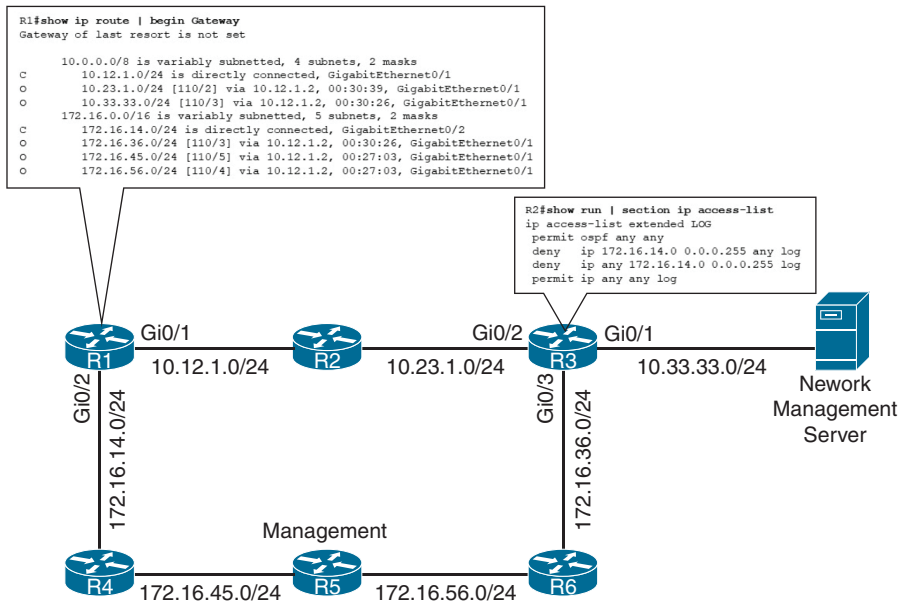 R1#show ip route | begin Gateway
Gateway of last resort is not set
10.0.0.0/8 is variably subnetted, 4 subnets, 2 masks
C 10.12.1.0/24 is directly connected, GigabitEthernet0/1
O 10.23.1.0/24 [110/2] via 10.12.1.2, 00:30:39, GigabitEthernet0/1
O 10.33.33.0/24 [110/3] via 10.12.1.2, 00:30:26, GigabitEthernet0/1
172.16.0.0/16 is variably subnetted, 5 subnets, 2 masks
C 172.16.14.0/24 is directly connected, GigabitEthernet0/2
O 172.16.36.0/24 [110/4] via 10.12.1.2, 00:30:26, GigabitEthernet0/1
O 172.16.45.0/24 [110/5] via 10.12.1.2, 00:27:03, GigabitEthernet0/1
O 172.16.56.0/24 [110/4] via 10.12.1.2, 00:27:03, GigabitEthernet0/1
R2#show run | section ip access-list
ip access-list extended LOG
permit ospf any any
deny ip 172.16.14.0 0.0.0.255 any log
deny ip any 172.16.14.0 0.0.0.255 log
permit ip any any log
Gi0/1
Gi0/2
Gi0/1
R1
R2
R3
10.12.1.0/24
10.23.1.0/24
10.33.33.0/24
Gi0/2
172.16.14.0/24
Gi0/3
172.16.36.0/24
Nework
Management
Server
Management
R4
R5
R6
172.16.45.0/24
172.16.56.0/24